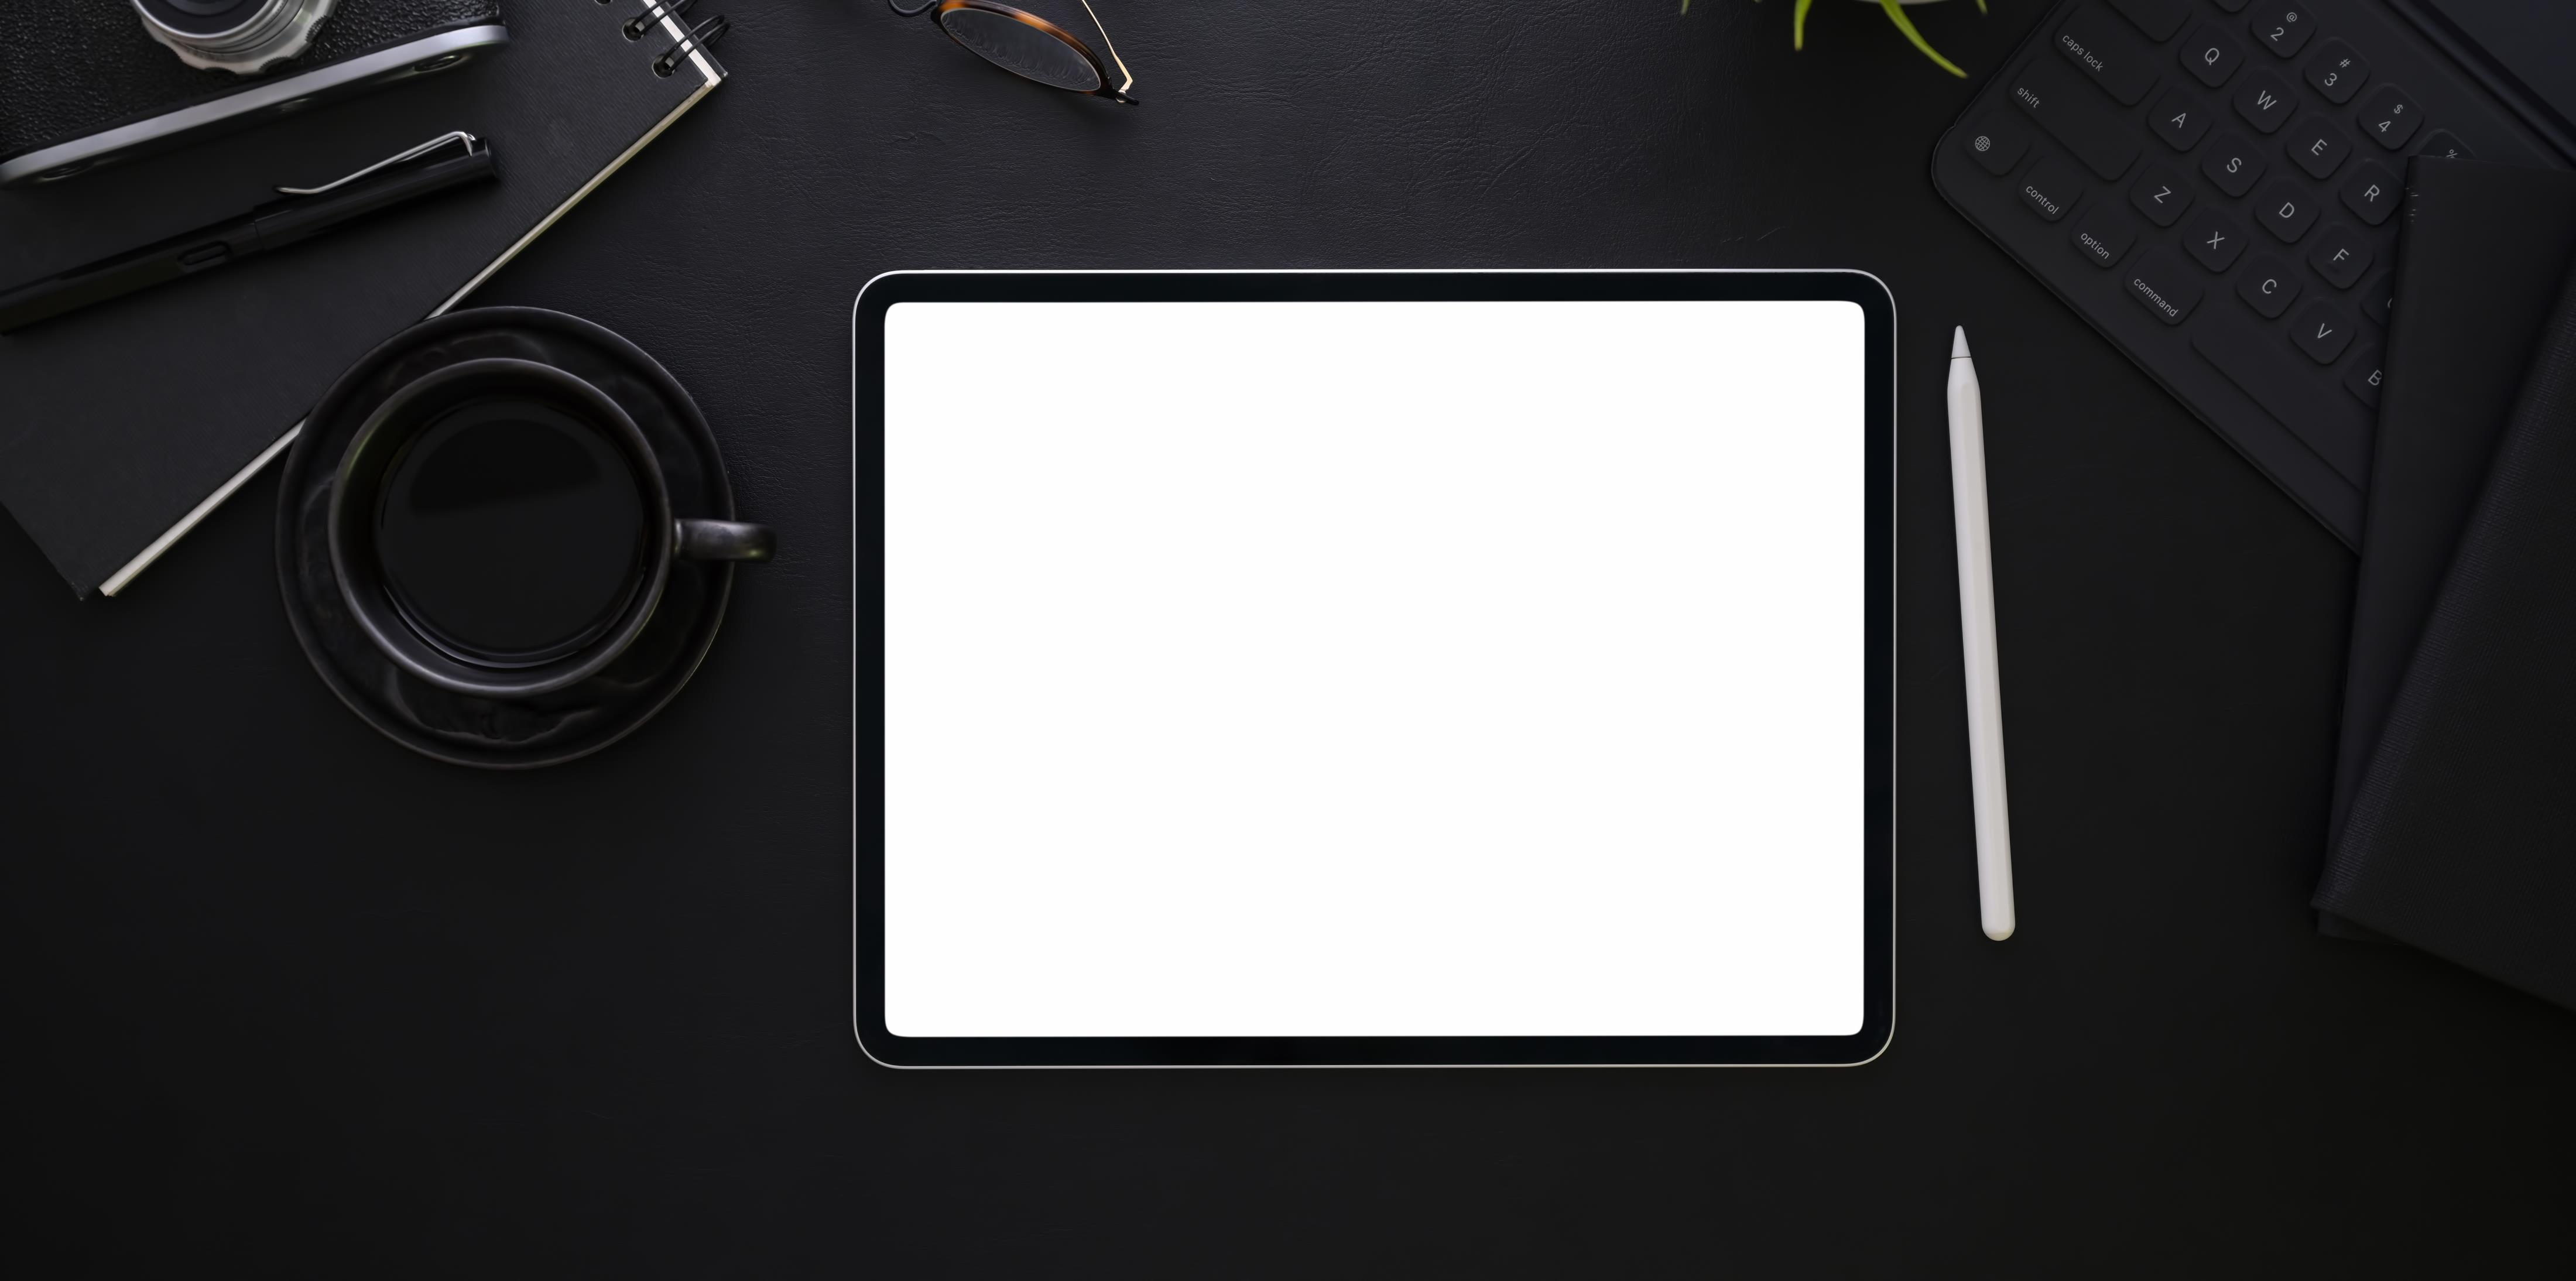 @
2
#
3
$
4
%
Q
W
E
R
caps lock
A
S
D
F
shift
Z
X
C
V
B
control
option
command